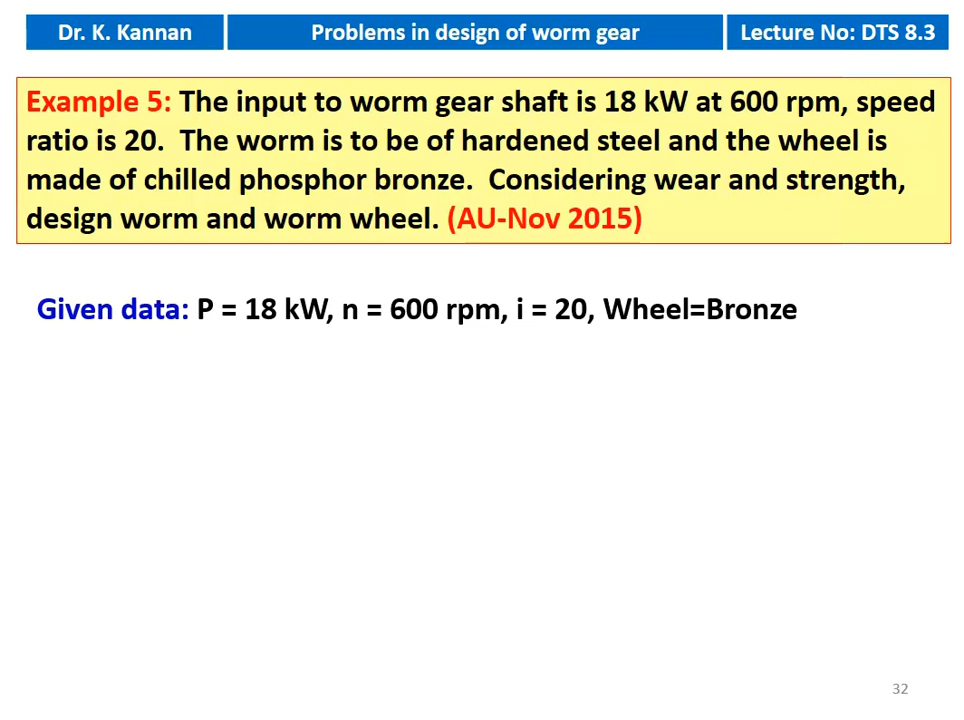 Dr. K. Kannan
Problems in design of worm gear
Lecture No: DTS 8.3
Example 5: The input to worm gear shaft is 18 kW at 600 rpm, speed
ratio is 20.  The worm is to be of hardened steel and the wheel is
made of chilled phosphor bronze.  Considering wear and strength,
design worm and worm wheel. (AU-Nov 2015)
Given data: P = 18 kW, n = 600 rpm, i = 20, Wheel=Bronze
32